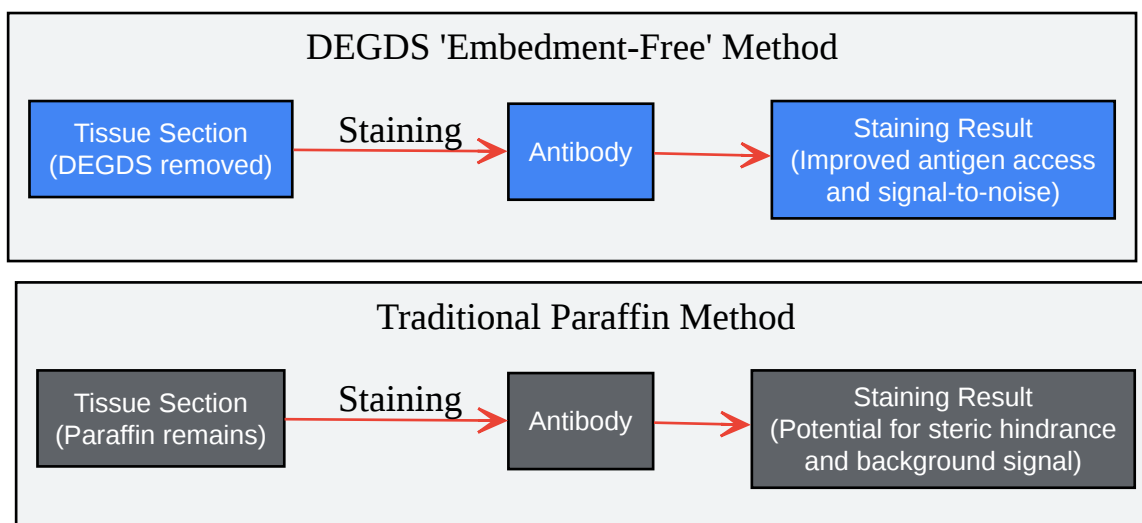 DEGDS 'Embedment-Free' Method
Tissue Section
(DEGDS removed)
Staining
Antibody
Staining Result
(Improved antigen access
and signal-to-noise)
Traditional Paraffin Method
Tissue Section
(Paraffin remains)
Staining
Antibody
Staining Result
(Potential for steric hindrance
and background signal)